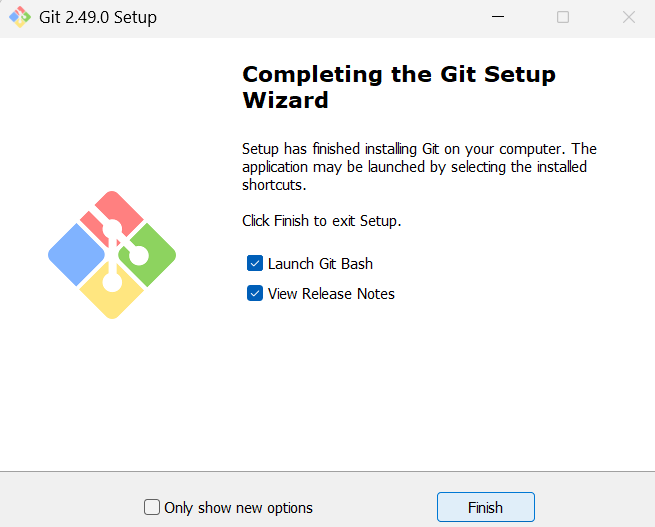 Git 2.49.0 Setup
Completing the Git Setup
Wizard
Setup has finished installing Git on your computer. The
application may be launched by selecting the installed
shortcuts.
Click Finish to exit Setup.
Launch Git Bash
View Release Notes
Only show new options
Finish